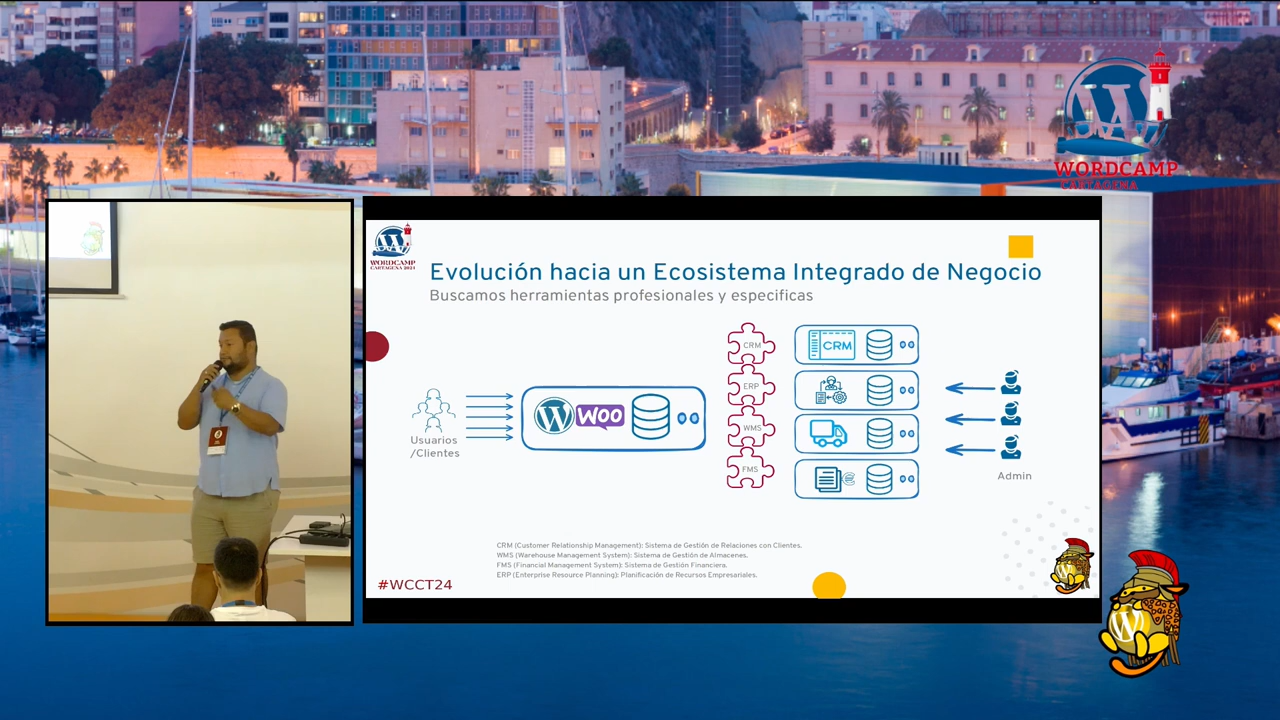 WORDCAMP
CARTAGENA
WORDCAMP
CARTAGENA 2023
Evolución hacia un Ecosistema Integrado de Negocio
Buscamos herramientas profesionales y especificas
CRM
CRM
ERP
WOO
WMS
FMS
Usuarios
/Clientes
Admin
CRM (Customer Relationship Management): Sistema de Gestión de Relaciones con Clientes.
WMS (Warehouse Management System): Sistema de Gestión de Almacenes.
FMS (Financial Management System): Sistema de Gestión Financiera.
ERP (Enterprise Resource Planning): Planificación de Recursos Empresariales.
#WCCT24